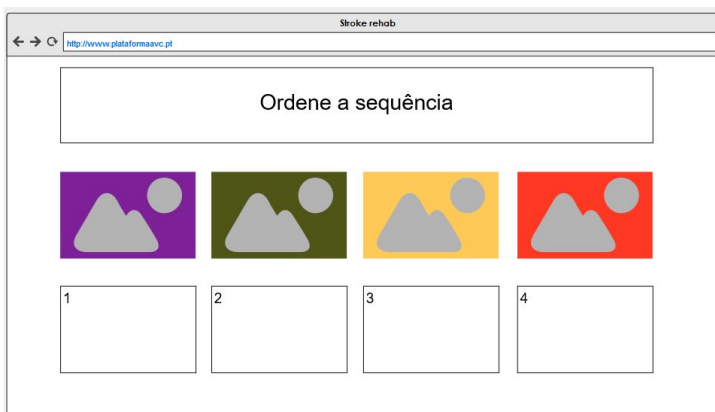 Stroke rehab
http://www.plataformaavc.pt
Ordene a sequência
1
2
3
4